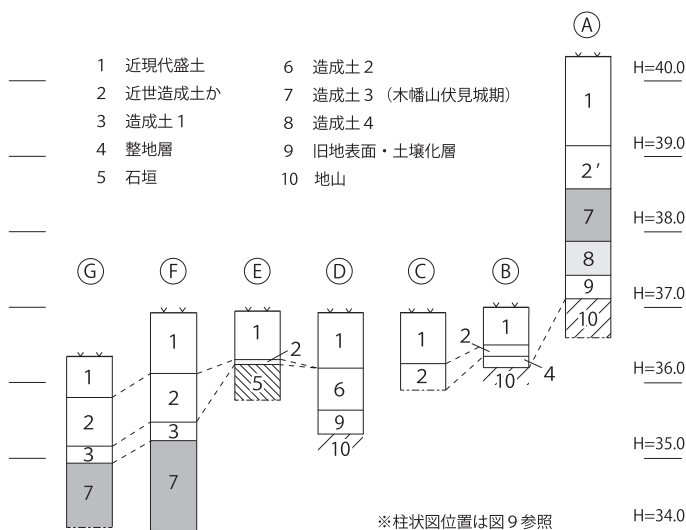 1 近現代盛土
2 近世造成土か
3 造成土1
4 整地層
5 石垣
6 造成土2
7 造成土3(木幡山伏見城期)
8 造成土4
9 旧地表面・土壌化層
10 地山
A
1
2′
7
8
9
10
H=40.0
H=39.0
H=38.0
H=37.0
H=36.0
H=35.0
H=34.0
G
1
2
3
7
F
1
2
3
7
E
1
2
5
D
1
6
9
10
C
1
2
B
1
2
4
10
※柱状図位置は図9参照